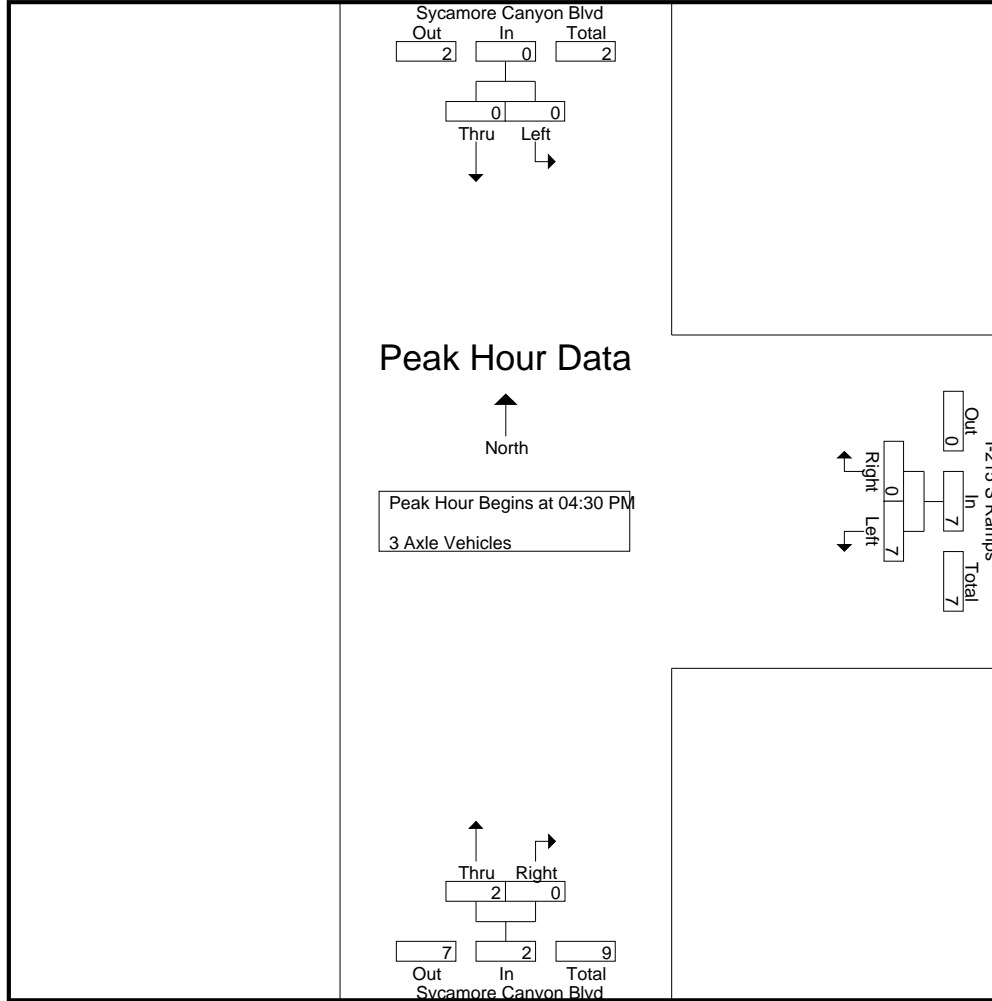 Sycamore Canyon Blvd
Out In Total
2 0 2
0 0
Thru Left
Peak Hour Data
North
Peak Hour Begins at 04:30 PM
3 Axle Vehicles
I-215 S Ramps
Out In Total
0 7 7
Right Left
0 7
Thru Right
2 0
7 2 9
Out In Total
Sycamore Canyon Blvd